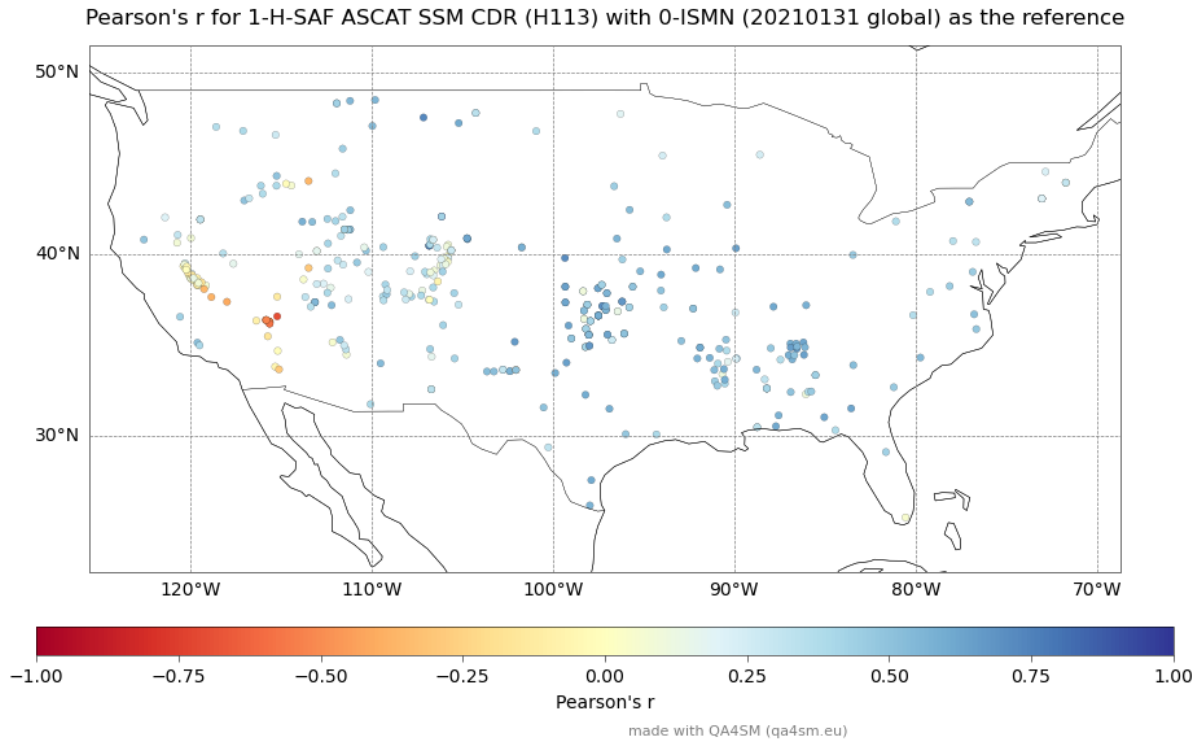 Pearson's r for 1-H-SAF ASCAT SSM CDR (H113) with 0-ISMN (20210131 global) as the reference
50°N
40°N
30°N
120°W 110°W 100°W 90°W 80°W 70°W
−1.00 −0.75 −0.50 −0.25 0.00 0.25 0.50 0.75 1.00
Pearson's r
made with QA4SM (qa4sm.eu)